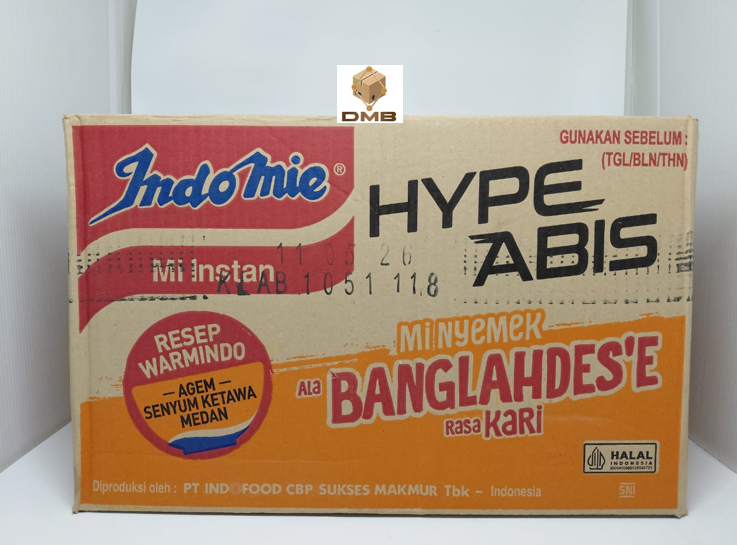 DMB
GUNAKAN SEBELUM :
(TGL/BLN/THN)
Indomie®
HYPE
ABIS
Mi Instan
11 05 26
KLAB 1051 118
RESEP
WARMINDO
AGEM
SENYUM KETAWA
MEDAN
Mi NYEMEK
Ala BANGLAHDES'E
RASA KARI
HALAL
INDONESIA
Diproduksi oleh : PT INDOFOOD CBP SUKSES MAKMUR Tbk – Indonesia
SNI